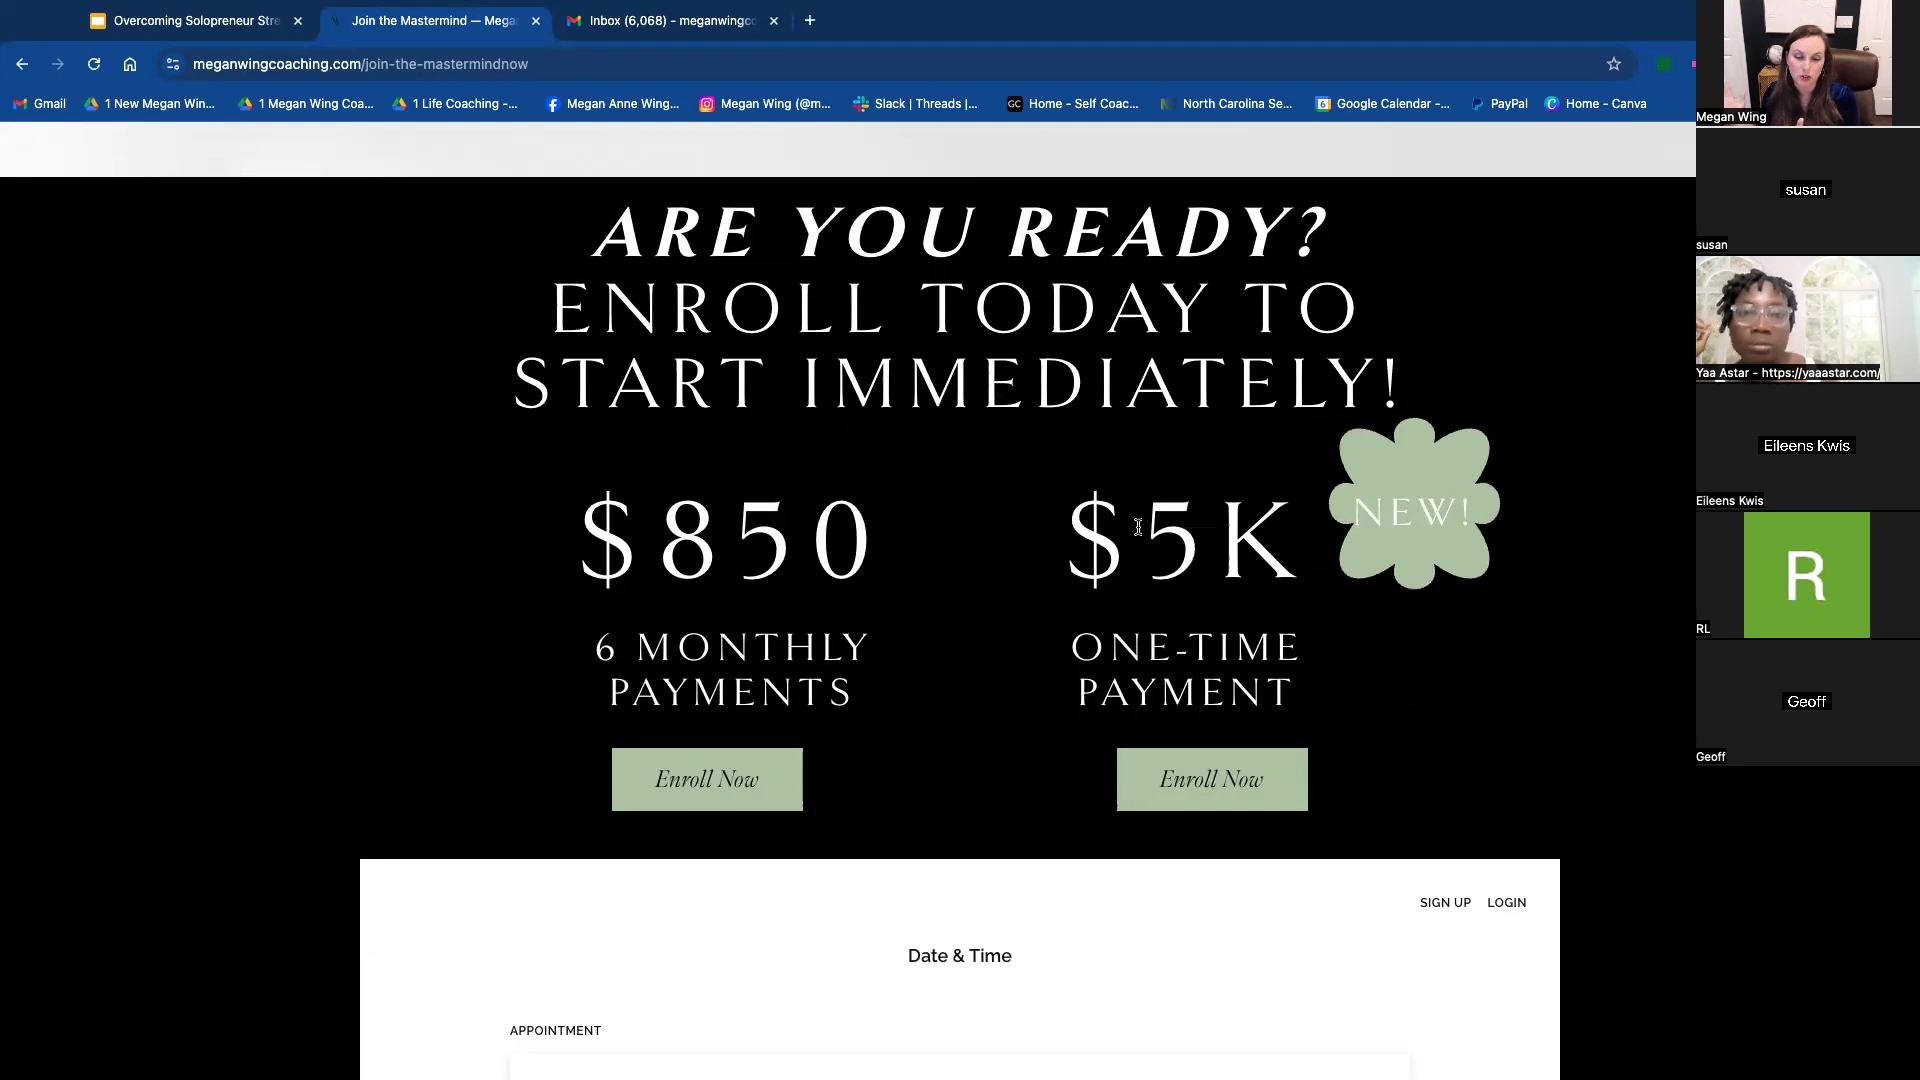 Overcoming Solopreneur Stre
Join the Mastermind — Mega
Inbox (6,068) - meganwingco
meganwingcoaching.com/join-the-mastermindnow
Gmail
1 New Megan Win...
1 Megan Wing Coa...
1 Life Coaching -...
Megan Anne Wing...
Megan Wing (@m...
Slack | Threads |...
GC Home - Self Coac...
North Carolina Se...
6 Google Calendar -...
PayPal
Home - Canva
ARE YOU READY?
ENROLL TODAY TO
START IMMEDIATELY!
NEW!
$850
6 MONTHLY
PAYMENTS
Enroll Now
$5K
ONE-TIME
PAYMENT
Enroll Now
SIGN UP LOGIN
Date & Time
APPOINTMENT
Megan Wing
susan
susan
Yaa Astar - https://yaaastar.com/
Eileens Kwis
Eileens Kwis
R
RL
Geoff
Geoff